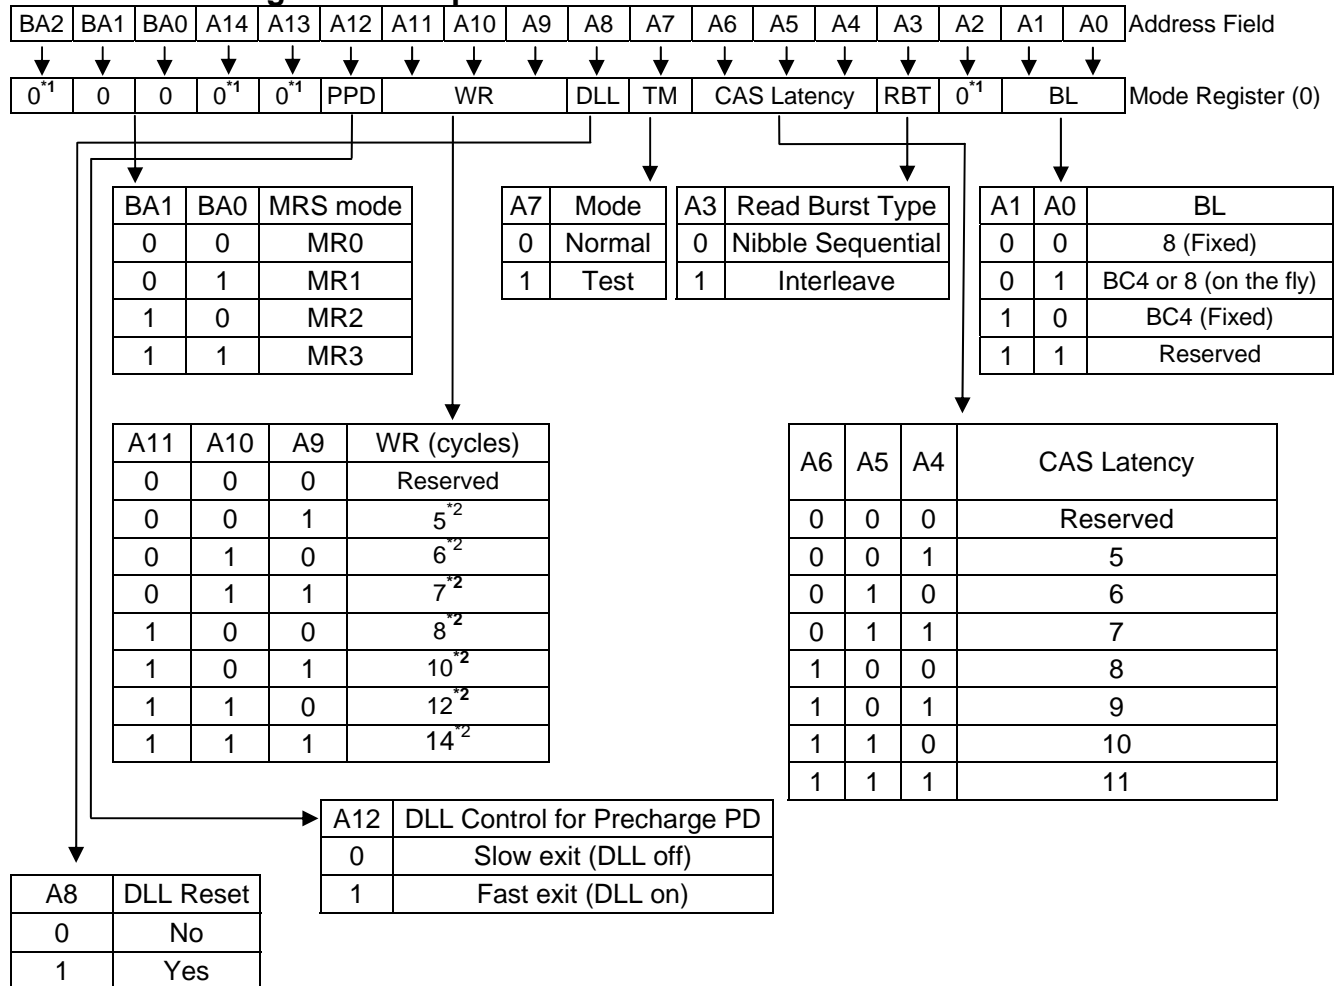 BA2 BA1 BA0 A14 A13 A12 A11 A10 A9 A8 A7 A6 A5 A4 A3 A2 A1 A0 Address Field
0*1 0 0 0*1 0*1 PPD WR DLL TM CAS Latency RBT 0*1 BL Mode Register (0)
BA1 BA0 MRS mode
0 0 MR0
0 1 MR1
1 0 MR2
1 1 MR3
A7 Mode
0 Normal
1 Test
A3 Read Burst Type
0 Nibble Sequential
1 Interleave
A1 A0 BL
0 0 8 (Fixed)
0 1 BC4 or 8 (on the fly)
1 0 BC4 (Fixed)
1 1 Reserved
A11 A10 A9 WR (cycles)
0 0 0 Reserved
0 0 1 5*2
0 1 0 6*2
0 1 1 7*2
1 0 0 8*2
1 0 1 10*2
1 1 0 12*2
1 1 1 14*2
A6 A5 A4 CAS Latency
0 0 0 Reserved
0 0 1 5
0 1 0 6
0 1 1 7
1 0 0 8
1 0 1 9
1 1 0 10
1 1 1 11
A12 DLL Control for Precharge PD
0 Slow exit (DLL off)
1 Fast exit (DLL on)
A8 DLL Reset
0 No
1 Yes